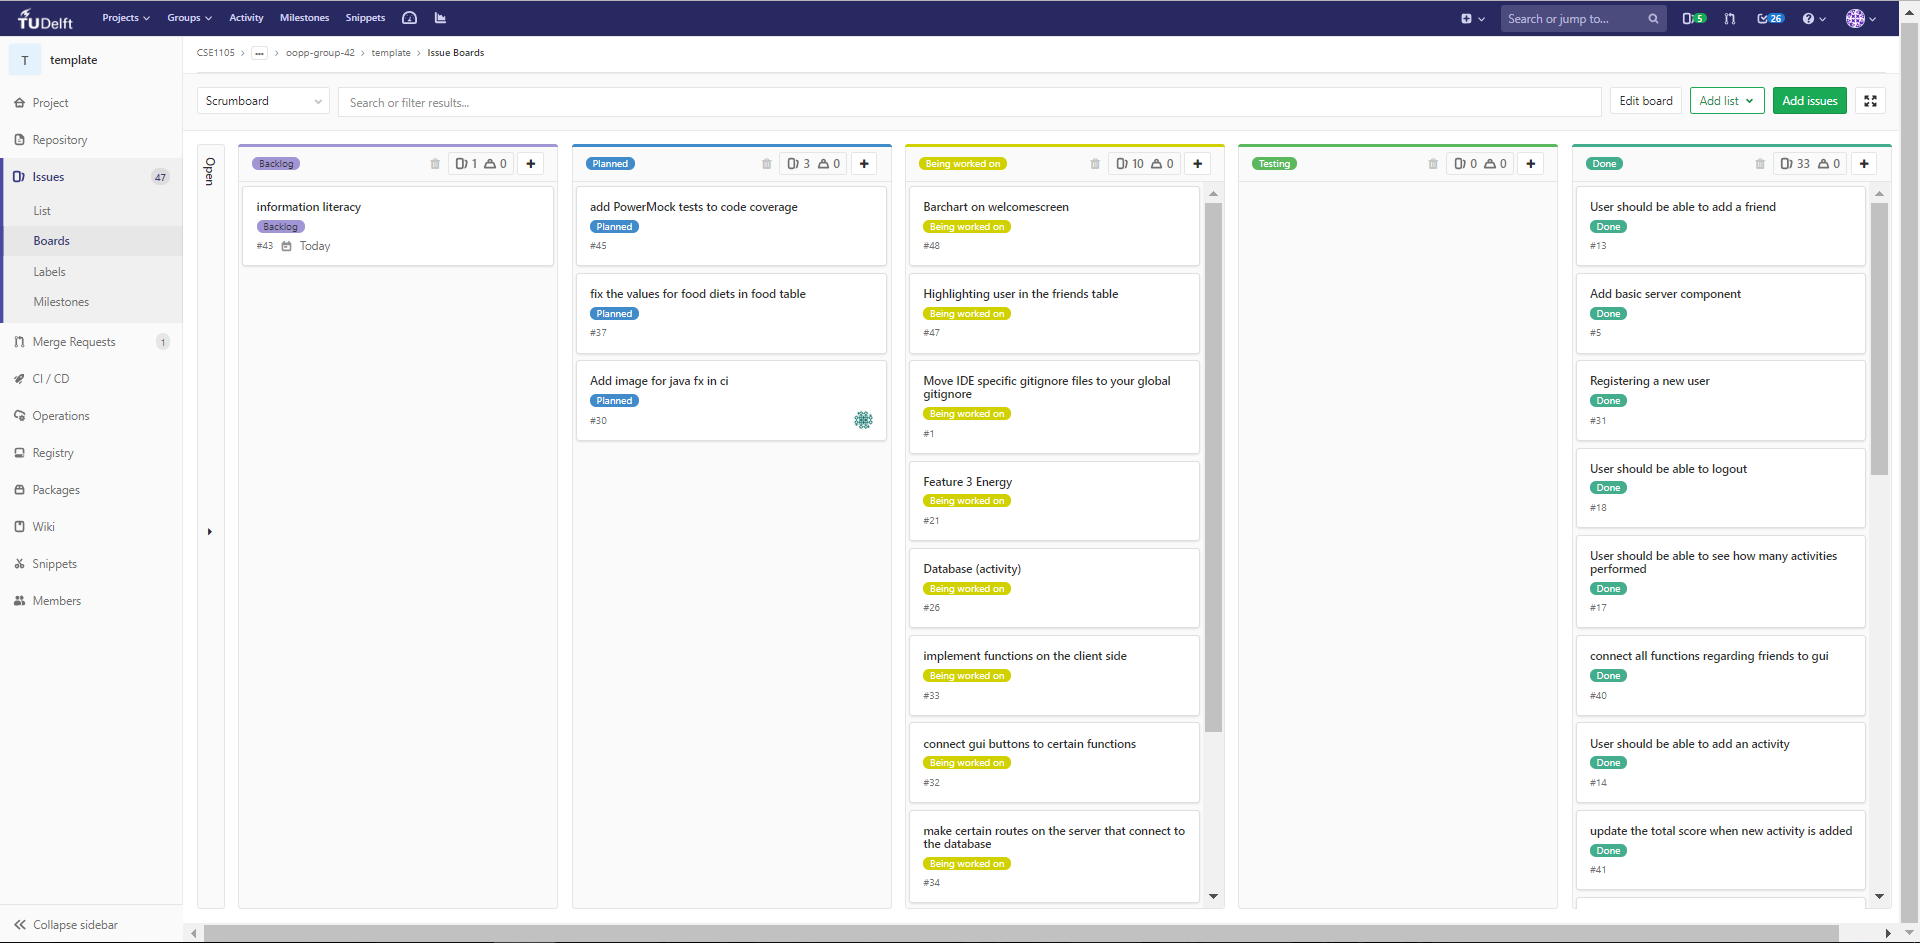 TUDelft
Projects Groups Activity Milestones Snippets
Search or jump to...
5
26
T template
CSE1105 > ... > oopp-group-42 > template > Issue Boards
Project
Repository
Issues 47
List
Boards
Labels
Milestones
Merge Requests 1
CI / CD
Operations
Registry
Packages
Wiki
Snippets
Members
Collapse sidebar
Scrumboard
Search or filter results...
Edit board
Add list
Add issues
Open
Backlog 1 0
information literacy
Backlog
#43 Today
Planned 3 0
add PowerMock tests to code coverage
Planned
#45
fix the values for food diets in food table
Planned
#37
Add image for java fx in ci
Planned
#30
Being worked on 10 0
Barchart on welcomescreen
Being worked on
#48
Highlighting user in the friends table
Being worked on
#47
Move IDE specific gitignore files to your global
gitignore
Being worked on
#1
Feature 3 Energy
Being worked on
#21
Database (activity)
Being worked on
#26
implement functions on the client side
Being worked on
#33
connect gui buttons to certain functions
Being worked on
#32
make certain routes on the server that connect to
the database
Being worked on
#34
Testing 0 0
Done 33 0
User should be able to add a friend
Done
#13
Add basic server component
Done
#5
Registering a new user
Done
#31
User should be able to logout
Done
#18
User should be able to see how many activities
performed
Done
#17
connect all functions regarding friends to gui
Done
#40
User should be able to add an activity
Done
#14
update the total score when new activity is added
Done
#41